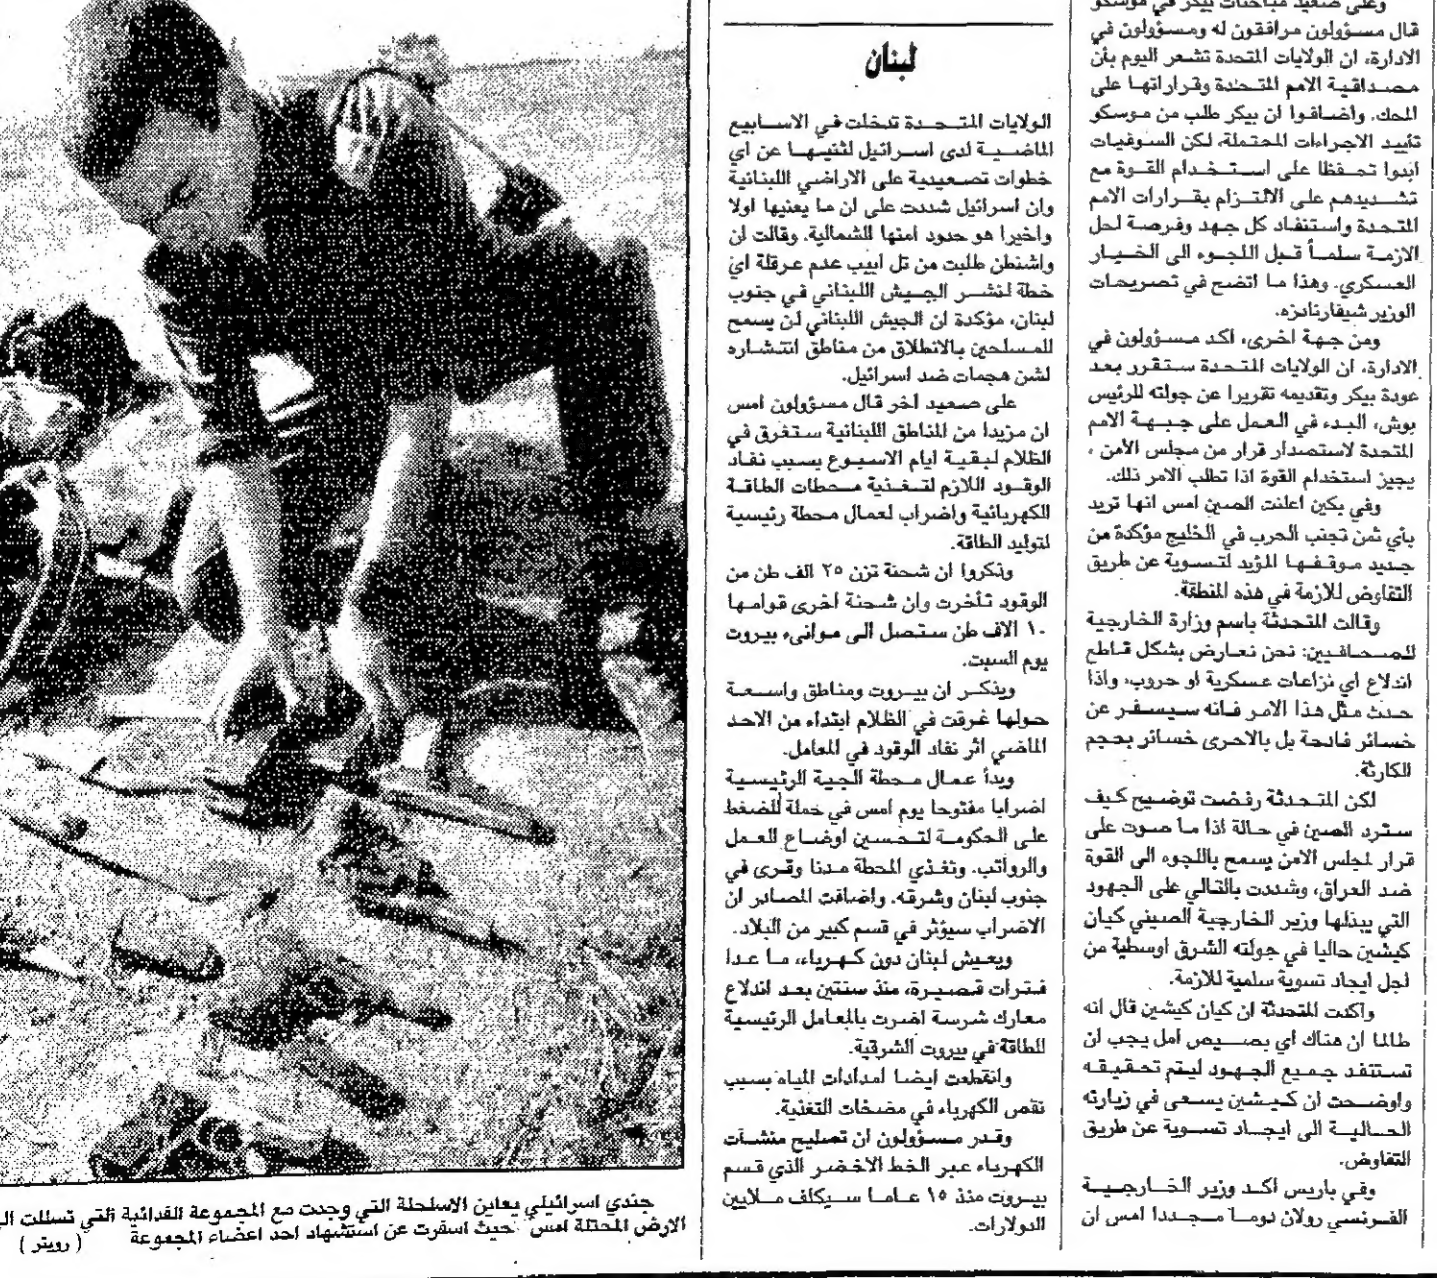 وعلى صعيد مباحثات بيكر في موسكو
قال مسؤولون مرافقون له ومسؤولون في
الادارة، ان الولايات المتحدة تشعر اليوم بأن
مصداقية الامم المتحدة وقراراتها على
المحك. واضافوا ان بيكر طلب من موسكو
تأييد الاجراءات المحتملة، لكن السوفيات
ابدوا تحفظا على استخدام القوة مع
تشديدهم على الالتزام بقرارات الامم
المتحدة واستنفاد كل جهد وفرصة لحل
الازمة سلماً قبل اللجوء الى الخيار
العسكري. وهذا ما اتضح في تصريحات
الوزير شيفارنادزه.
ومن جهة اخرى، اكد مسؤولون في
الادارة، ان الولايات المتحدة ستقرر بعد
عودة بيكر وتقديمه تقريرا عن جولته للرئيس
بوش، البدء في العمل على جبهة الامم
المتحدة لاستصدار قرار من مجلس الأمن ،
يجيز استخدام القوة اذا تطلب الامر ذلك.
وفي بكين اعلنت الصين امس انها تريد
بأي ثمن تجنب الحرب في الخليج مؤكدة من
جديد موقفها المؤيد لتسوية عن طريق
التفاوض للازمة في هذه المنطقة.
وقالت المتحدثة باسم وزارة الخارجية
للصحافيين: نحن نعارض بشكل قاطع
اندلاع اي نزاعات عسكرية او حروب، واذا
حدث مثل هذا الامر فانه سيسفر عن
خسائر فادحة بل بالاحرى خسائر بحجم
الكارثة.
لكن المتحدثة رفضت توضيح كيف
سترد الصين في حالة اذا ما صوت على
قرار لمجلس الامن يسمح باللجوء الى القوة
ضد العراق، وشددت بالتالي على الجهود
التي يبذلها وزير الخارجية الصيني كيان
كيشين حاليا في جولته الشرق اوسطية من
اجل ايجاد تسوية سلمية للازمة.
واكدت المتحدثة ان كيان كيشين قال انه
طالما ان هناك اي بصيص امل يجب ان
تستنفد جميع الجهود ليتم تحقيقه
واوضحت ان كيشين يسعى في زيارته
الحالية الى ايجاد تسوية عن طريق
التفاوض.
وفي باريس اكد وزير الخارجية
الفرنسي رولان دوما مجددا امس ان
لبنان
الولايات المتحدة تدخلت في الاسابيع
الماضية لدى اسرائيل لثنيها عن اي
خطوات تصعيدية على الاراضي اللبنانية
وان اسرائيل شددت على ان ما يعنيها اولا
واخيرا هو حدود امنها الشمالية. وقالت ان
واشنطن طلبت من تل ابيب عدم عرقلة اي
خطة لنشر الجيش اللبناني في جنوب
لبنان، مؤكدة ان الجيش اللبناني لن يسمح
للمسلحين بالانطلاق من مناطق انتشاره
لشن هجمات ضد اسرائيل.
على صعيد اخر قال مسؤولون امس
ان مزيدا من المناطق اللبنانية ستغرق في
الظلام لبقية ايام الاسبوع بسبب نفاد
الوقود اللازم لتغذية محطات الطاقة
الكهربائية واضراب لعمال محطة رئيسية
لتوليد الطاقة.
وذكروا ان شحنة تزن ٢٥ الف طن من
الوقود تأخرت وان شحنة اخرى قوامها
١٠ الاف طن ستصل الى موانىء بيروت
يوم السبت.
ويذكر ان بيروت ومناطق واسعة
حولها غرقت في الظلام ابتداء من الاحد
الماضي اثر نفاد الوقود في المعامل.
وبدأ عمال محطة الجية الرئيسية
اضرابا مفتوحا يوم امس في حملة للضغط
على الحكومة لتحسين اوضاع العمل
والرواتب. وتغذي المحطة مدنا وقرى في
جنوب لبنان وشرقه. واضافت المصادر ان
الاضراب سيؤثر في قسم كبير من البلاد.
ويعيش لبنان دون كهرباء، ما عدا
فترات قصيرة، منذ سنتين بعد اندلاع
معارك شرسة اضرت بالمعامل الرئيسية
للطاقة في بيروت الشرقية.
وانقطعت ايضا امدادات المياه بسبب
نقص الكهرباء في مضخات التغذية.
وقدر مسؤولون ان تصليح منشآت
الكهرباء عبر الخط الاخضر الذي قسم
بيروت منذ ١٥ عاما سيكلف ملايين
الدولارات.
جندي اسرائيلي يعاين الاسلحلة التي وجدت مع المجموعة الفدائية التي تسللت ال
الارض المحتلة امس حيث اسفرت عن استشهاد احد اعضاء المجموعة ( رويتر )